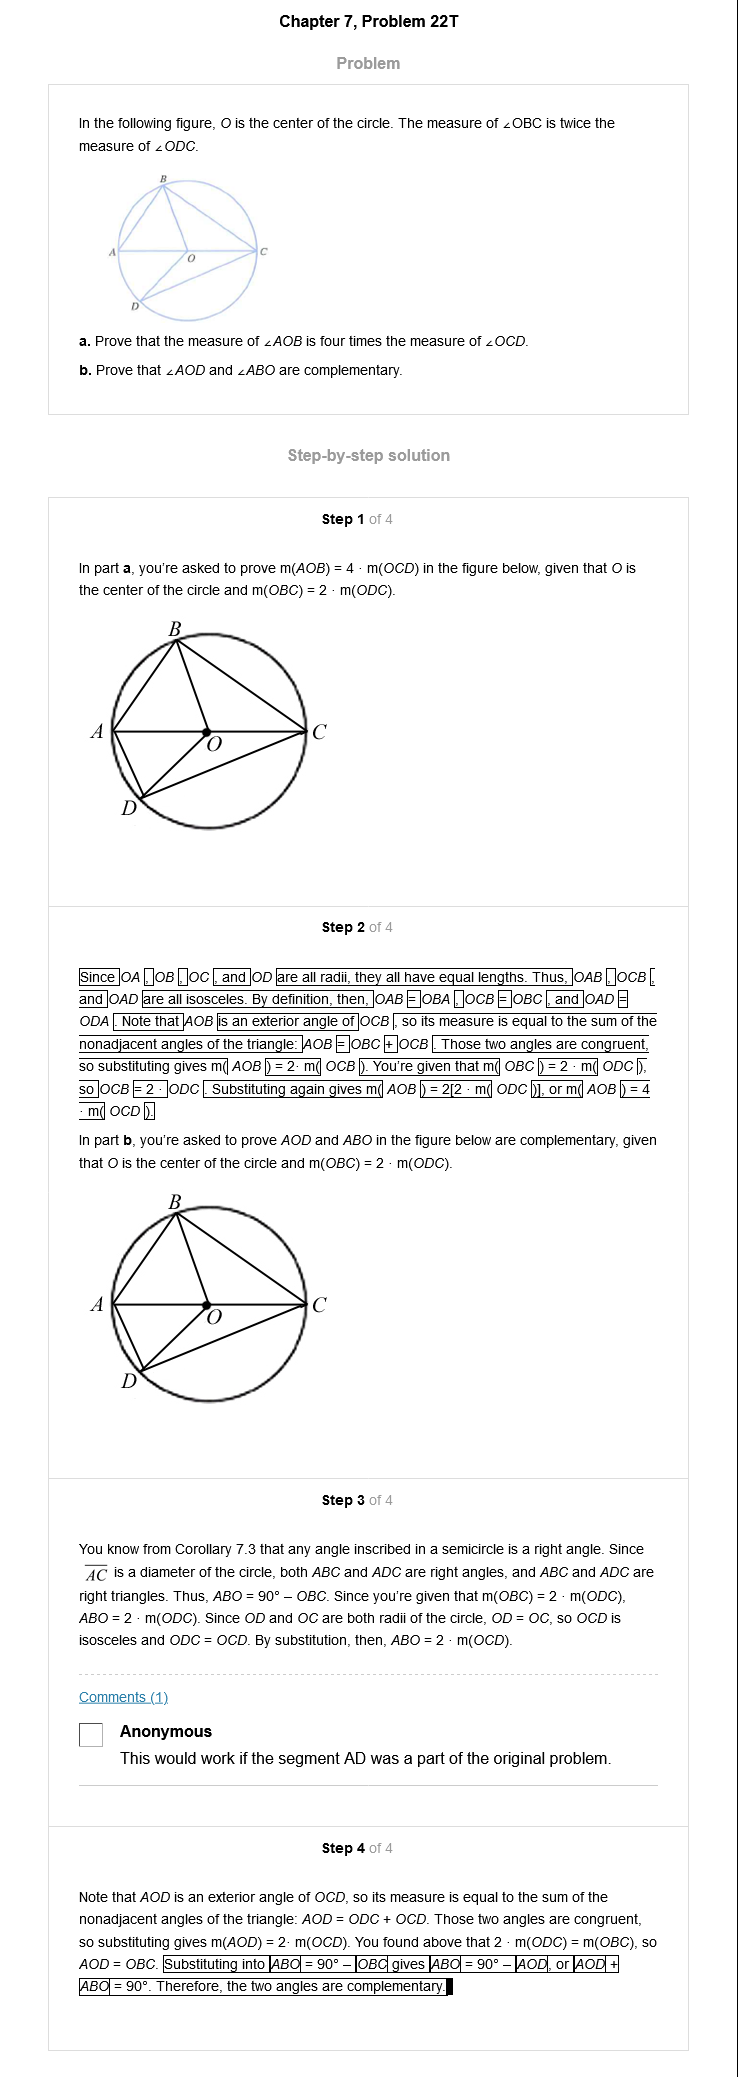 Chapter 7, Problem 22T
Problem
In the following figure, O is the center of the circle. The measure of ∠OBC is twice the
measure of ∠ODC.
B
A
O
C
D
a. Prove that the measure of ∠AOB is four times the measure of ∠OCD.
b. Prove that ∠AOD and ∠ABO are complementary.
Step-by-step solution
Step 1 of 4
In part a, you're asked to prove m(AOB) = 4 · m(OCD) in the figure below, given that O is
the center of the circle and m(OBC) = 2 · m(ODC).
B
A
O
C
D
Step 2 of 4
Since OA , OB , OC , and OD are all radii, they all have equal lengths. Thus, OAB , OCB ,
and OAD are all isosceles. By definition, then, OAB = OBA , OCB = OBC , and OAD =
ODA . Note that AOB is an exterior angle of OCB , so its measure is equal to the sum of the
nonadjacent angles of the triangle: AOB = OBC + OCB . Those two angles are congruent,
so substituting gives m( AOB ) = 2· m( OCB ). You're given that m( OBC ) = 2 · m( ODC ),
so OCB = 2 · ODC . Substituting again gives m( AOB ) = 2[2 · m( ODC )], or m( AOB ) = 4
· m( OCD ).
In part b, you're asked to prove AOD and ABO in the figure below are complementary, given
that O is the center of the circle and m(OBC) = 2 · m(ODC).
B
A
O
C
D
Step 3 of 4
You know from Corollary 7.3 that any angle inscribed in a semicircle is a right angle. Since
AC is a diameter of the circle, both ABC and ADC are right angles, and ABC and ADC are
right triangles. Thus, ABO = 90° – OBC. Since you're given that m(OBC) = 2 · m(ODC),
ABO = 2 · m(ODC). Since OD and OC are both radii of the circle, OD = OC, so OCD is
isosceles and ODC = OCD. By substitution, then, ABO = 2 · m(OCD).
Comments (1)
Anonymous
This would work if the segment AD was a part of the original problem.
Step 4 of 4
Note that AOD is an exterior angle of OCD, so its measure is equal to the sum of the
nonadjacent angles of the triangle: AOD = ODC + OCD. Those two angles are congruent,
so substituting gives m(AOD) = 2· m(OCD). You found above that 2 · m(ODC) = m(OBC), so
AOD = OBC. Substituting into ABO = 90° – OBC gives ABO = 90° – AOD, or AOD +
ABO = 90°. Therefore, the two angles are complementary.